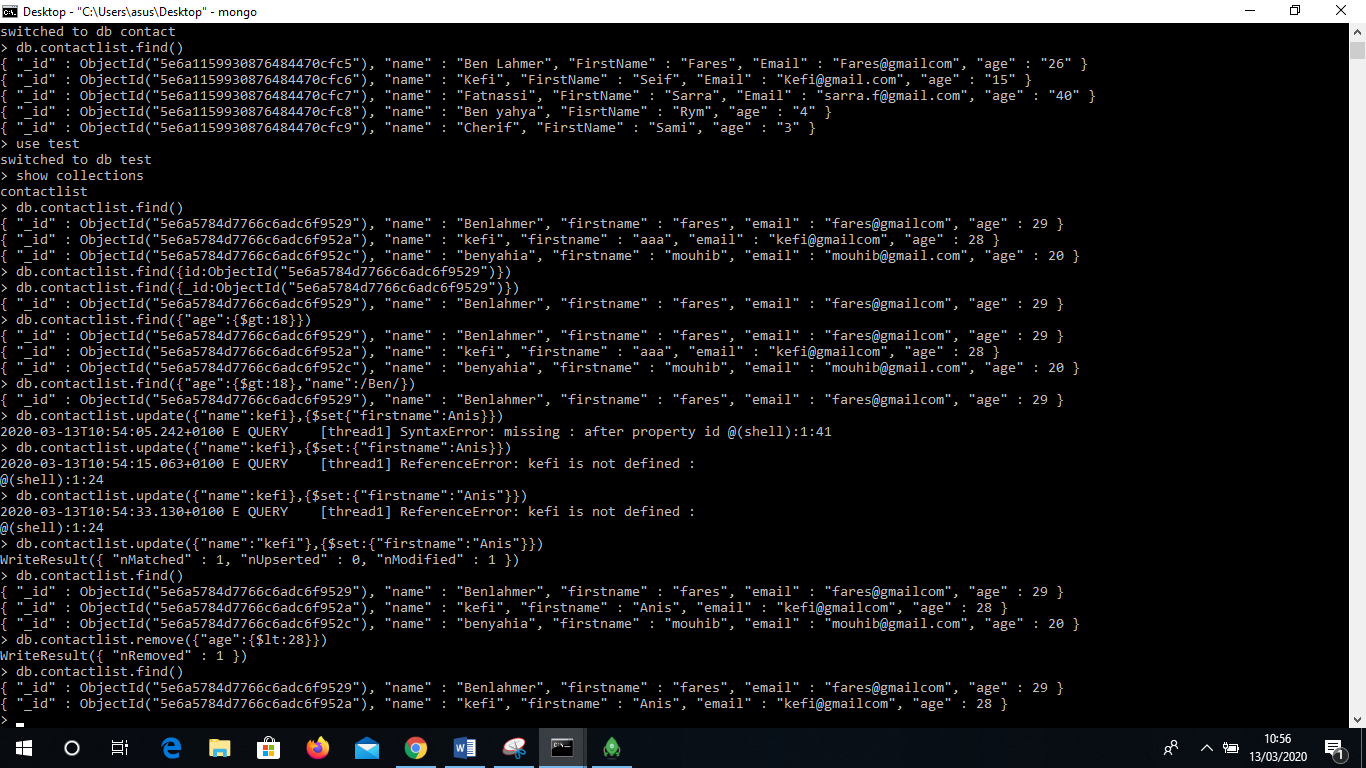 Desktop - "C:\Users\asus\Desktop" - mongo
switched to db contact
> db.contactlist.find()
{ "_id" : ObjectId("5e6a1159930876484470cfc5"), "name" : "Ben Lahmer", "FirstName" : "Fares", "Email" : "Fares@gmailcom", "age" : "26" }
{ "_id" : ObjectId("5e6a1159930876484470cfc6"), "name" : "Kefi", "FirstName" : "Seif", "Email" : "Kefi@gmail.com", "age" : "15" }
{ "_id" : ObjectId("5e6a1159930876484470cfc7"), "name" : "Fatnassi", "FirstName" : "Sarra", "Email" : "sarra.f@gmail.com", "age" : "40" }
{ "_id" : ObjectId("5e6a1159930876484470cfc8"), "name" : "Ben yahya", "FisrtName" : "Rym", "age" : "4" }
{ "_id" : ObjectId("5e6a1159930876484470cfc9"), "name" : "Cherif", "FirstName" : "Sami", "age" : "3" }
> use test
switched to db test
> show collections
contactlist
> db.contactlist.find()
{ "_id" : ObjectId("5e6a5784d7766c6adc6f9529"), "name" : "Benlahmer", "firstname" : "fares", "email" : "fares@gmailcom", "age" : 29 }
{ "_id" : ObjectId("5e6a5784d7766c6adc6f952a"), "name" : "kefi", "firstname" : "aaa", "email" : "kefi@gmailcom", "age" : 28 }
{ "_id" : ObjectId("5e6a5784d7766c6adc6f952c"), "name" : "benyahia", "firstname" : "mouhib", "email" : "mouhib@gmail.com", "age" : 20 }
> db.contactlist.find({id:ObjectId("5e6a5784d7766c6adc6f9529")})
> db.contactlist.find({_id:ObjectId("5e6a5784d7766c6adc6f9529")})
{ "_id" : ObjectId("5e6a5784d7766c6adc6f9529"), "name" : "Benlahmer", "firstname" : "fares", "email" : "fares@gmailcom", "age" : 29 }
> db.contactlist.find({"age":{$gt:18}})
{ "_id" : ObjectId("5e6a5784d7766c6adc6f9529"), "name" : "Benlahmer", "firstname" : "fares", "email" : "fares@gmailcom", "age" : 29 }
{ "_id" : ObjectId("5e6a5784d7766c6adc6f952a"), "name" : "kefi", "firstname" : "aaa", "email" : "kefi@gmailcom", "age" : 28 }
{ "_id" : ObjectId("5e6a5784d7766c6adc6f952c"), "name" : "benyahia", "firstname" : "mouhib", "email" : "mouhib@gmail.com", "age" : 20 }
> db.contactlist.find({"age":{$gt:18},"name":/Ben/})
{ "_id" : ObjectId("5e6a5784d7766c6adc6f9529"), "name" : "Benlahmer", "firstname" : "fares", "email" : "fares@gmailcom", "age" : 29 }
> db.contactlist.update({"name":kefi},{$set{"firstname":Anis}})
2020-03-13T10:54:05.242+0100 E QUERY    [thread1] SyntaxError: missing : after property id @(shell):1:41
> db.contactlist.update({"name":kefi},{$set:{"firstname":Anis}})
2020-03-13T10:54:15.063+0100 E QUERY    [thread1] ReferenceError: kefi is not defined :
@(shell):1:24
> db.contactlist.update({"name":kefi},{$set:{"firstname":"Anis"}})
2020-03-13T10:54:33.130+0100 E QUERY    [thread1] ReferenceError: kefi is not defined :
@(shell):1:24
> db.contactlist.update({"name":"kefi"},{$set:{"firstname":"Anis"}})
WriteResult({ "nMatched" : 1, "nUpserted" : 0, "nModified" : 1 })
> db.contactlist.find()
{ "_id" : ObjectId("5e6a5784d7766c6adc6f9529"), "name" : "Benlahmer", "firstname" : "fares", "email" : "fares@gmailcom", "age" : 29 }
{ "_id" : ObjectId("5e6a5784d7766c6adc6f952a"), "name" : "kefi", "firstname" : "Anis", "email" : "kefi@gmailcom", "age" : 28 }
{ "_id" : ObjectId("5e6a5784d7766c6adc6f952c"), "name" : "benyahia", "firstname" : "mouhib", "email" : "mouhib@gmail.com", "age" : 20 }
> db.contactlist.remove({"age":{$lt:28}})
WriteResult({ "nRemoved" : 1 })
> db.contactlist.find()
{ "_id" : ObjectId("5e6a5784d7766c6adc6f9529"), "name" : "Benlahmer", "firstname" : "fares", "email" : "fares@gmailcom", "age" : 29 }
{ "_id" : ObjectId("5e6a5784d7766c6adc6f952a"), "name" : "kefi", "firstname" : "Anis", "email" : "kefi@gmailcom", "age" : 28 }
>
10:56
13/03/2020
1